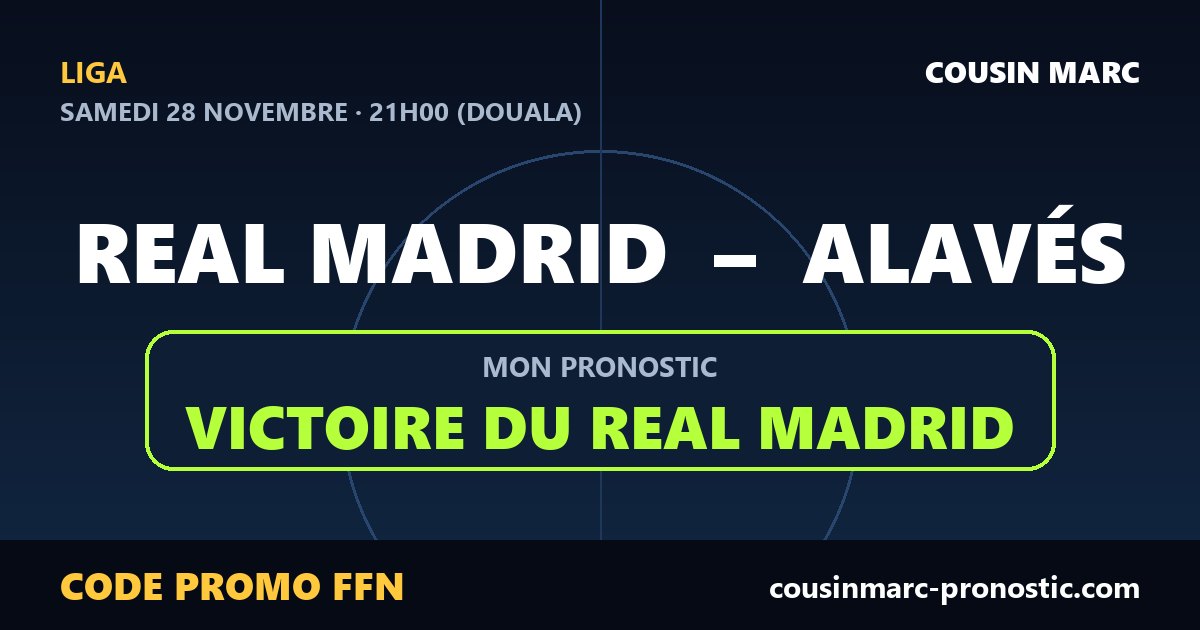 LIGA
COUSIN MARC
SAMEDI 28 NOVEMBRE · 21H00 (DOUALA)
REAL MADRID – ALAVÉS
MON PRONOSTIC
VICTOIRE DU REAL MADRID
CODE PROMO FFN
cousinmarc-pronostic.com